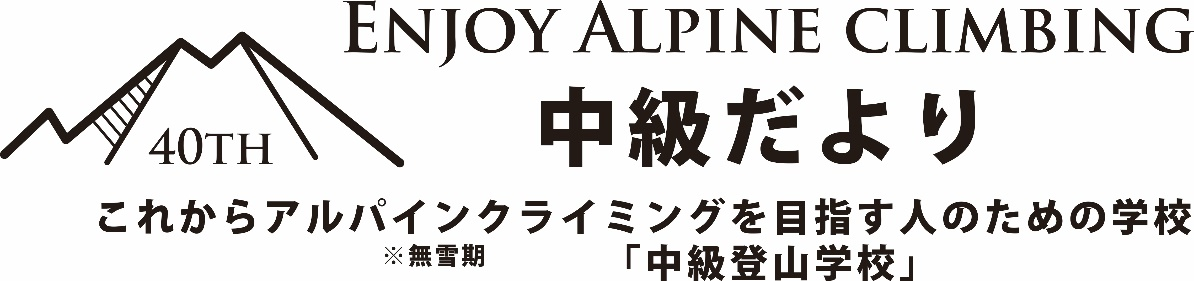 ENJOY ALPINE CLIMBING
中級だより
40TH
これからアルパインクライミングを目指す人のための学校
※無雪期
「中級登山学校」